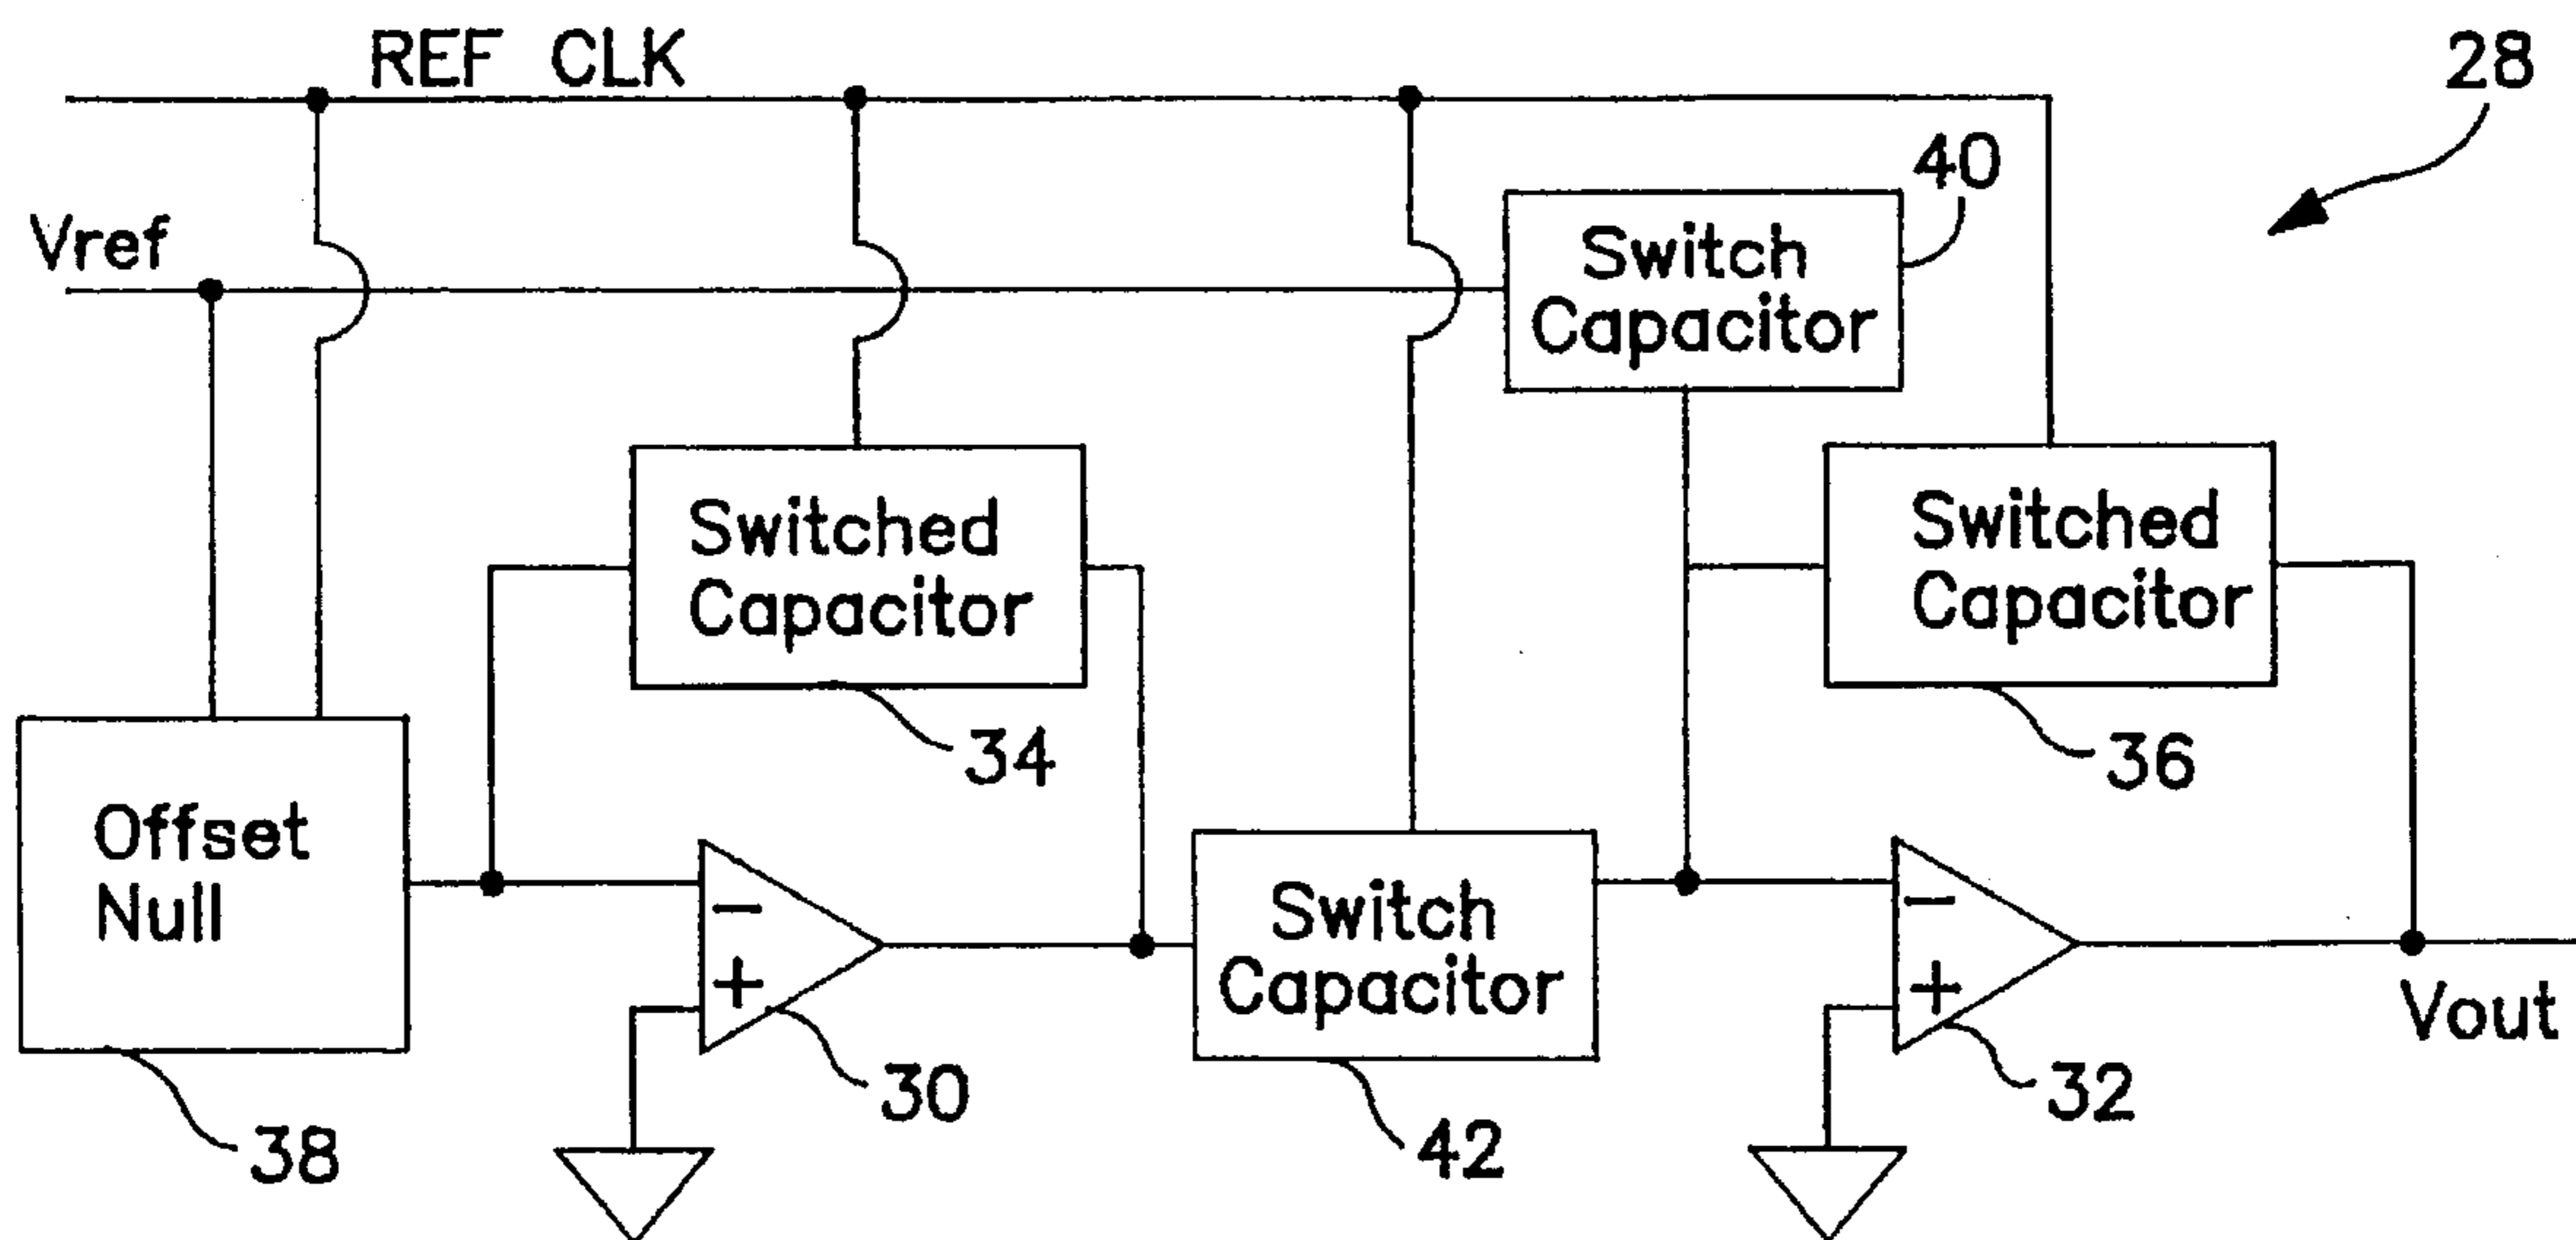 REF CLK
28
Vref
40
Switch
Capacitor
Switched
Capacitor
34
Switched
Capacitor
36
Offset
Null
38
−
+
30
Switch
Capacitor
42
−
+
32
Vout